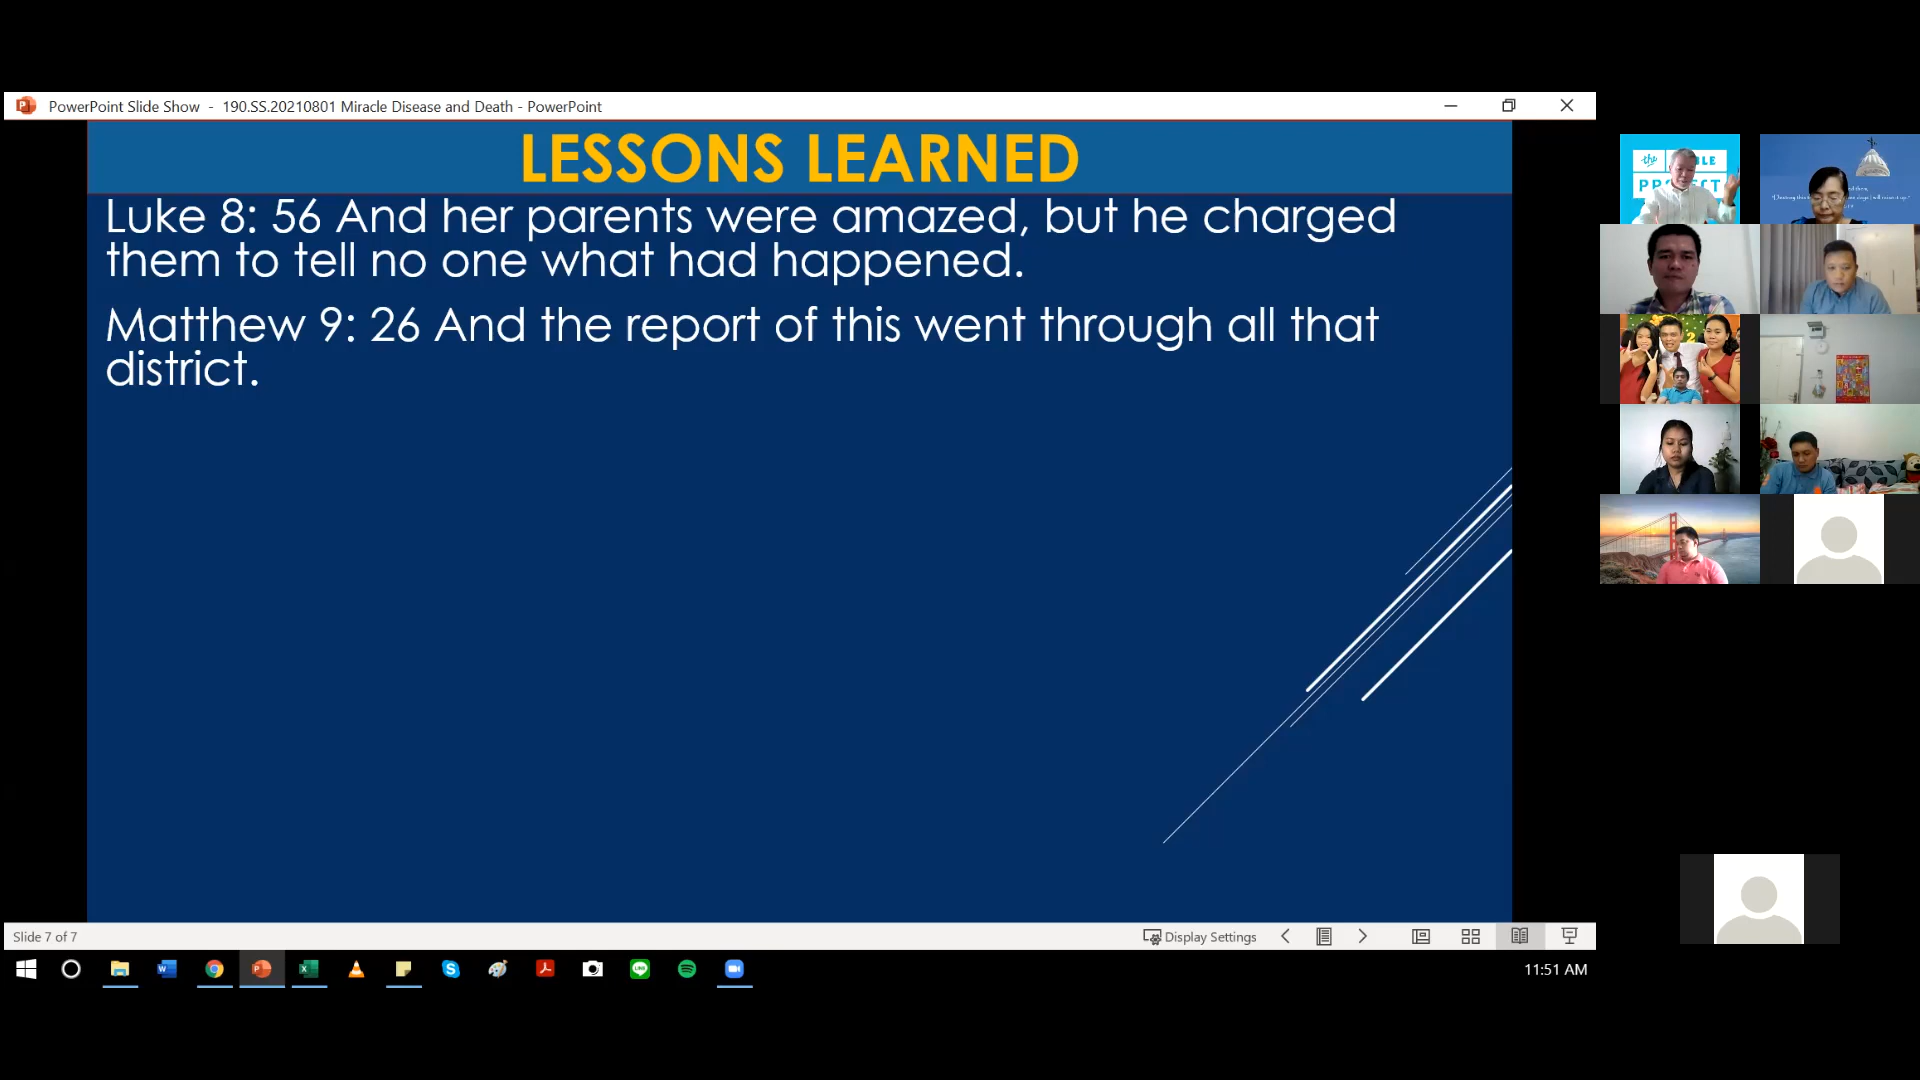 PowerPoint Slide Show - 190.SS.20210801 Miracle Disease and Death - PowerPoint
LESSONS LEARNED
Luke 8: 56 And her parents were amazed, but he charged
them to tell no one what had happened.
Matthew 9: 26 And the report of this went through all that
district.
Slide 7 of 7
Display Settings
11:51 AM
the